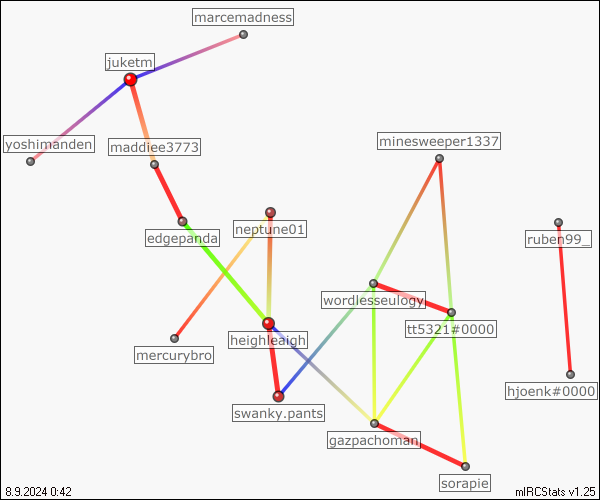 marcemadness
juketm
yoshimanden
maddiee3773
minesweeper1337
edgepanda
neptune01
ruben99_
wordlesseulogy
tt5321#0000
heighleaigh
mercurybro
hjoenk#0000
swanky.pants
gazpachoman
sorapie
8.9.2024 0:42
mIRCStats v1.25